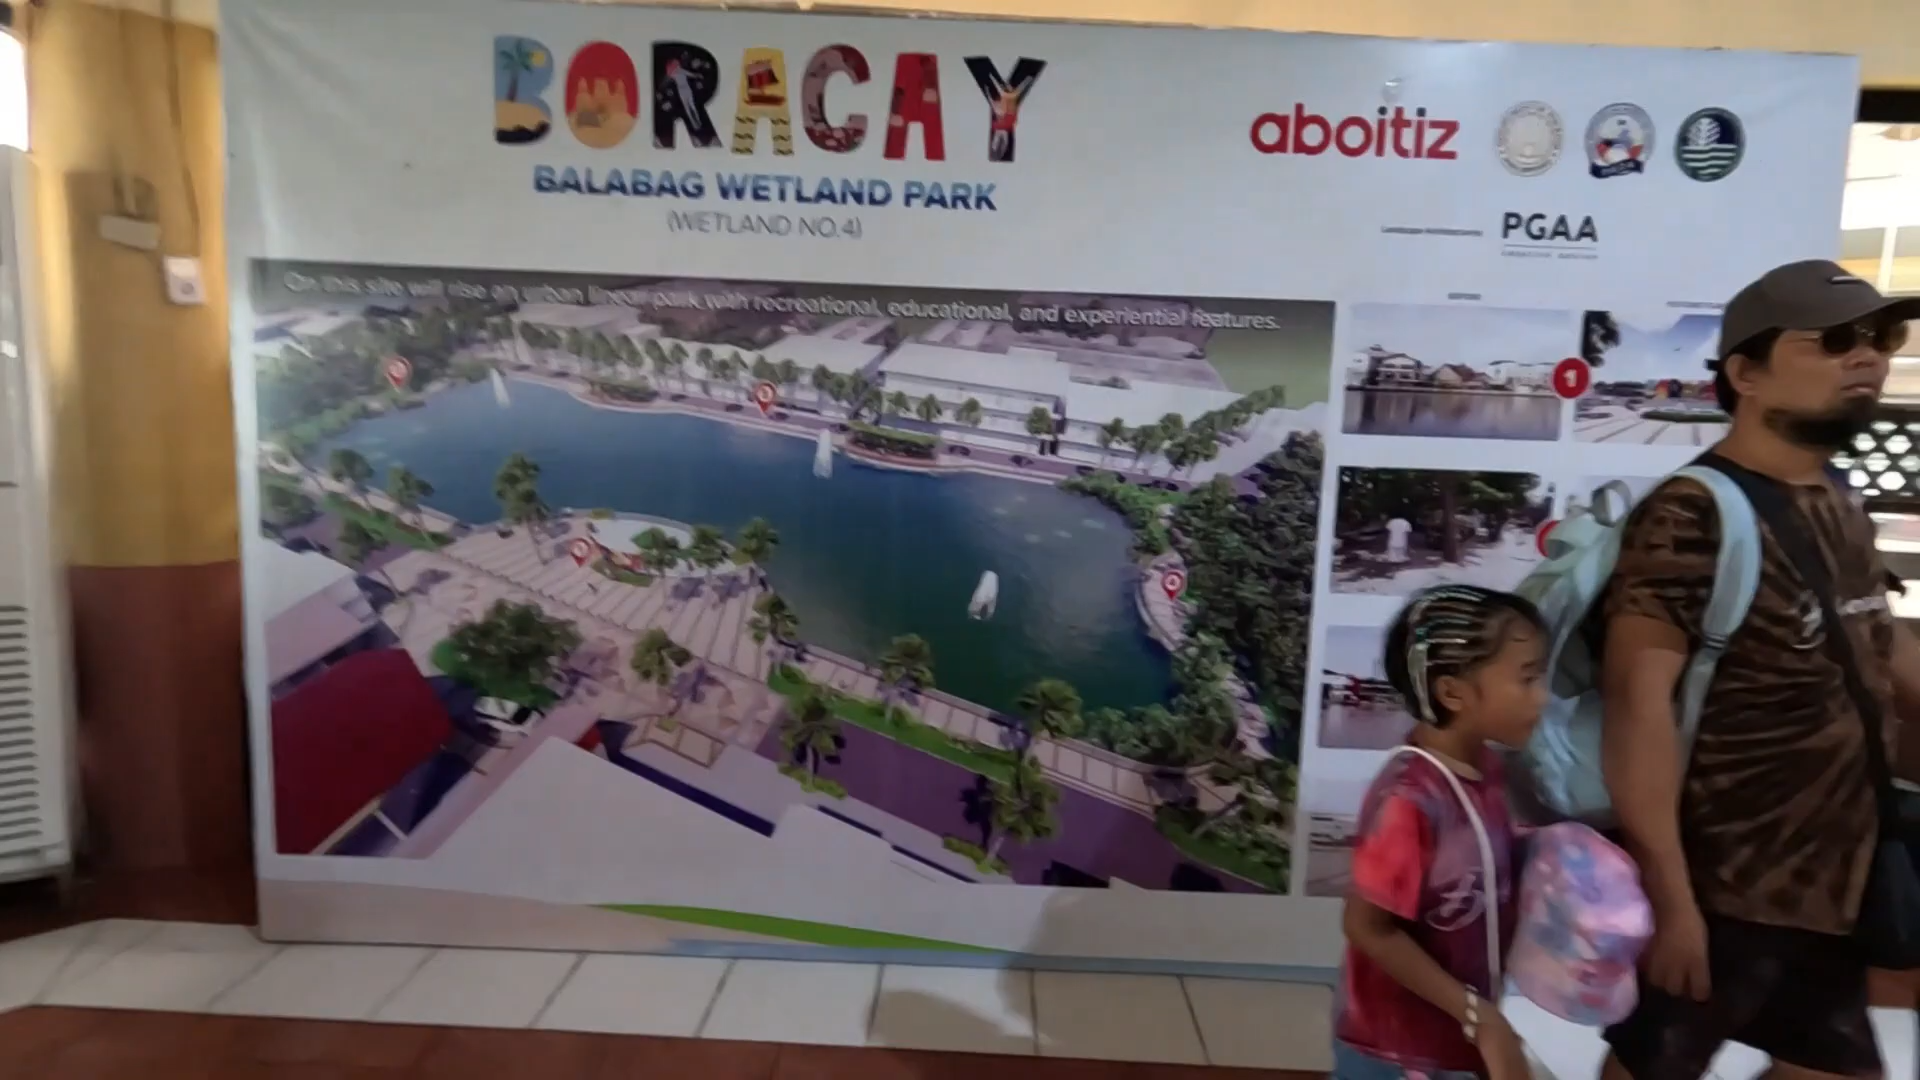 BORACAY
BALABAG WETLAND PARK
(WETLAND NO.4)
aboitiz
PGAA
On this site will rise an urban linear park with recreational, educational, and experiential features.
1